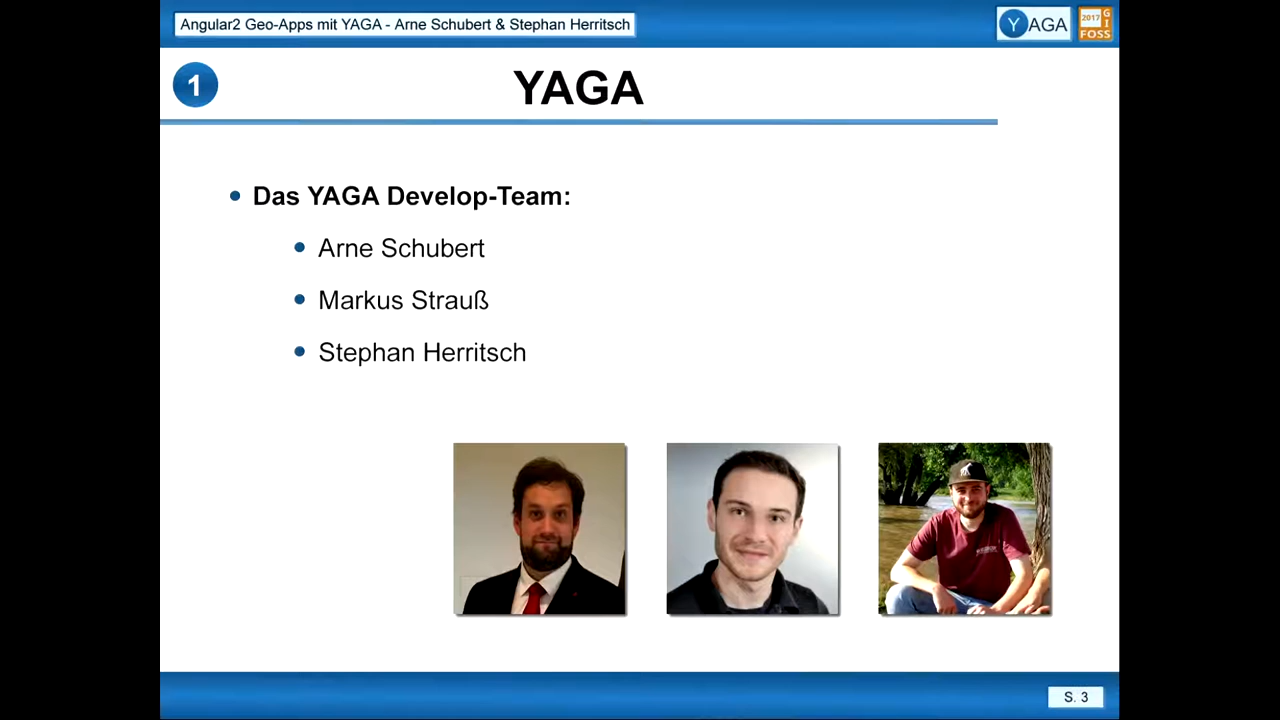 Angular2 Geo-Apps mit YAGA - Arne Schubert & Stephan Herritsch
YAGA
2017
GI
FOSS
1
YAGA
Das YAGA Develop-Team:
Arne Schubert
Markus Strauß
Stephan Herritsch
S. 3